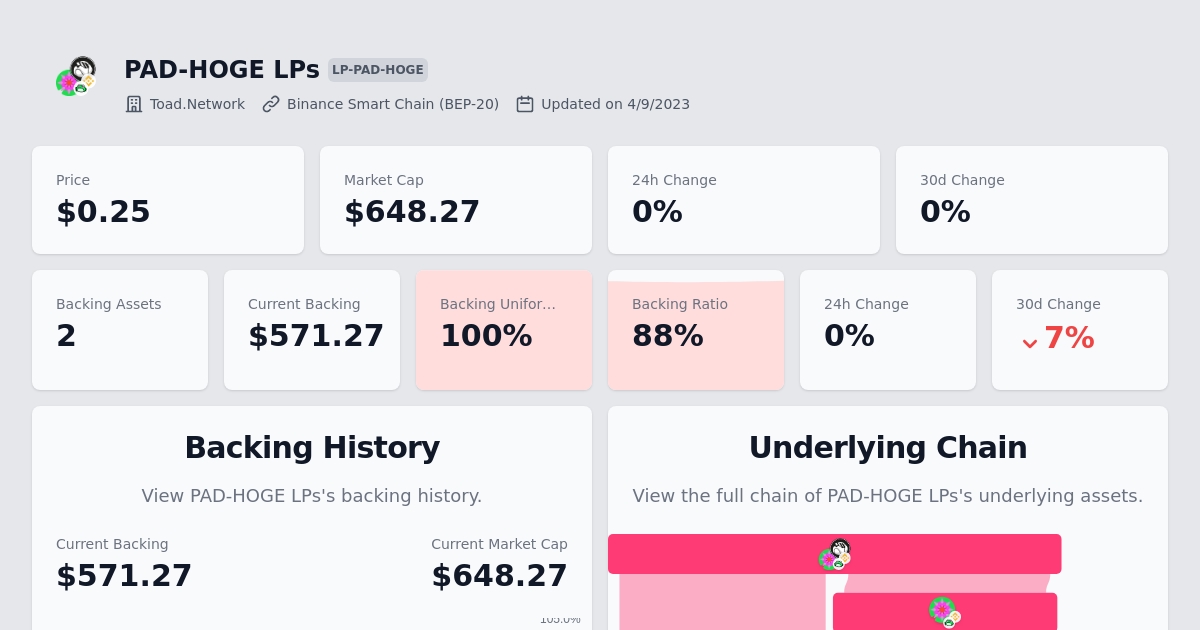 PAD-HOGE LPs LP-PAD-HOGE
Toad.Network Binance Smart Chain (BEP-20) Updated on 4/9/2023
Price Market Cap 24h Change 30d Change
$0.25 $648.27 0% 0%
Backing Assets Current Backing Backing Unifor... Backing Ratio 24h Change 30d Change
2 $571.27 100% 88% 0% 7%
Backing History
View PAD-HOGE LPs's backing history.
Current Backing Current Market Cap
$571.27 $648.27
105.0%
Underlying Chain
View the full chain of PAD-HOGE LPs's underlying assets.